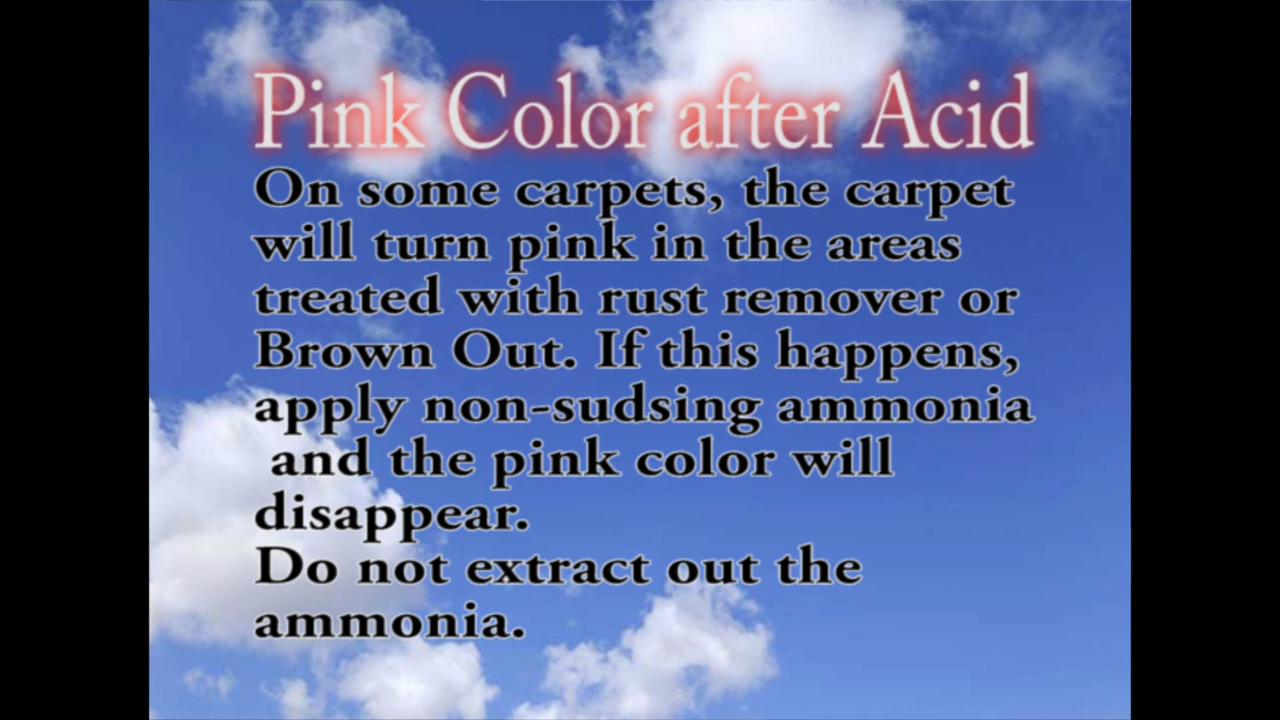 Pink Color after Acid
On some carpets, the carpet
will turn pink in the areas
treated with rust remover or
Brown Out. If this happens,
apply non-sudsing ammonia
and the pink color will
disappear.
Do not extract out the
ammonia.